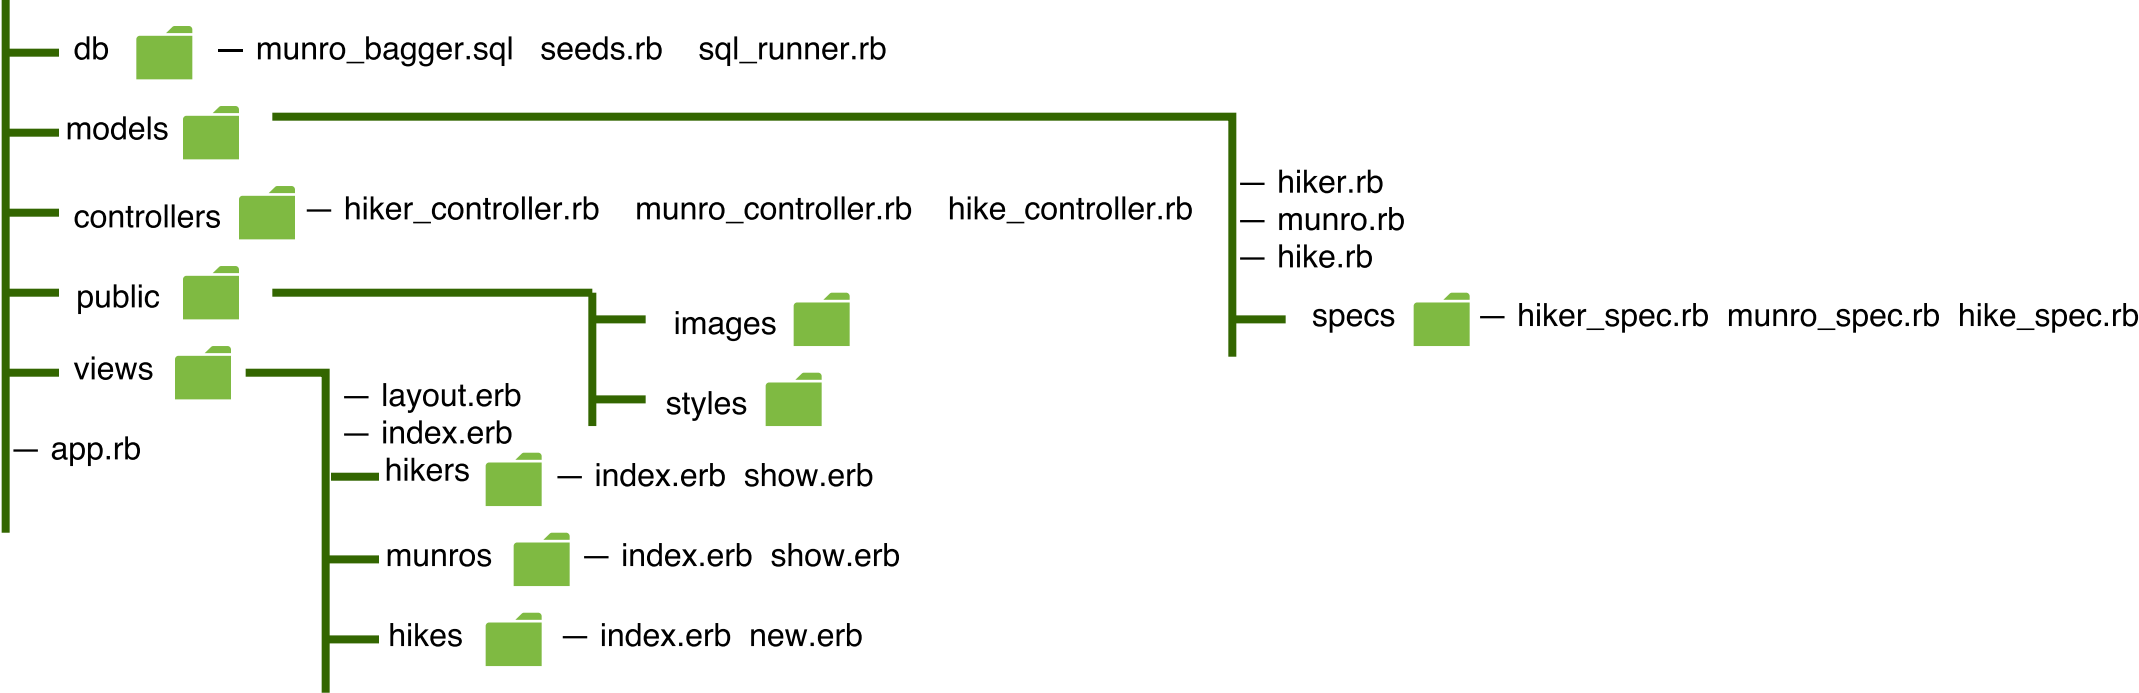 db — munro_bagger.sql seeds.rb sql_runner.rb
models
— hiker.rb
— munro.rb
— hike.rb
specs — hiker_spec.rb munro_spec.rb hike_spec.rb
controllers — hiker_controller.rb munro_controller.rb hike_controller.rb
public
images
styles
views
— layout.erb
— index.erb
hikers — index.erb show.erb
munros — index.erb show.erb
hikes — index.erb new.erb
— app.rb